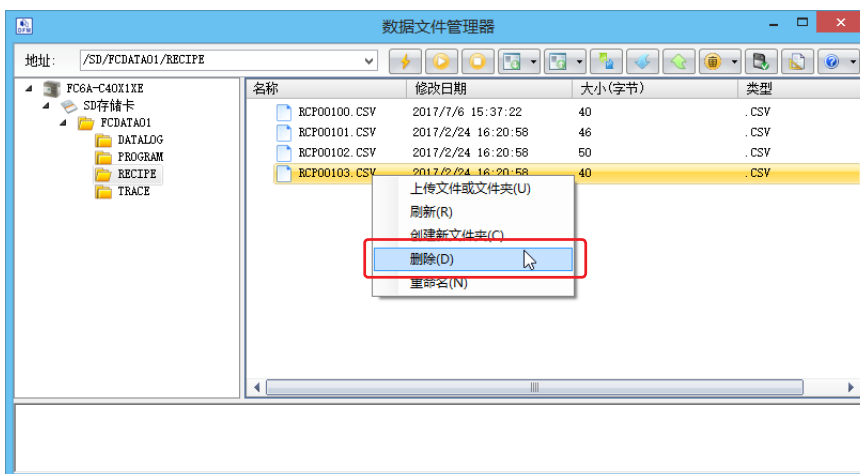 数据文件管理器
地址: /SD/FCDATA01/RECIPE
FC6A-C40X1XE
SD存储卡
FCDATA01
DATALOG
PROGRAM
RECIPE
TRACE
名称 修改日期 大小(字节) 类型
RCP00100.CSV 2017/7/6 15:37:22 40 .CSV
RCP00101.CSV 2017/2/24 16:20:58 46 .CSV
RCP00102.CSV 2017/2/24 16:20:58 50 .CSV
RCP00103.CSV 2017/2/24 16:20:58 40 .CSV
上传文件或文件夹(U)
刷新(R)
创建新文件夹(C)
删除(D)
重命名(N)